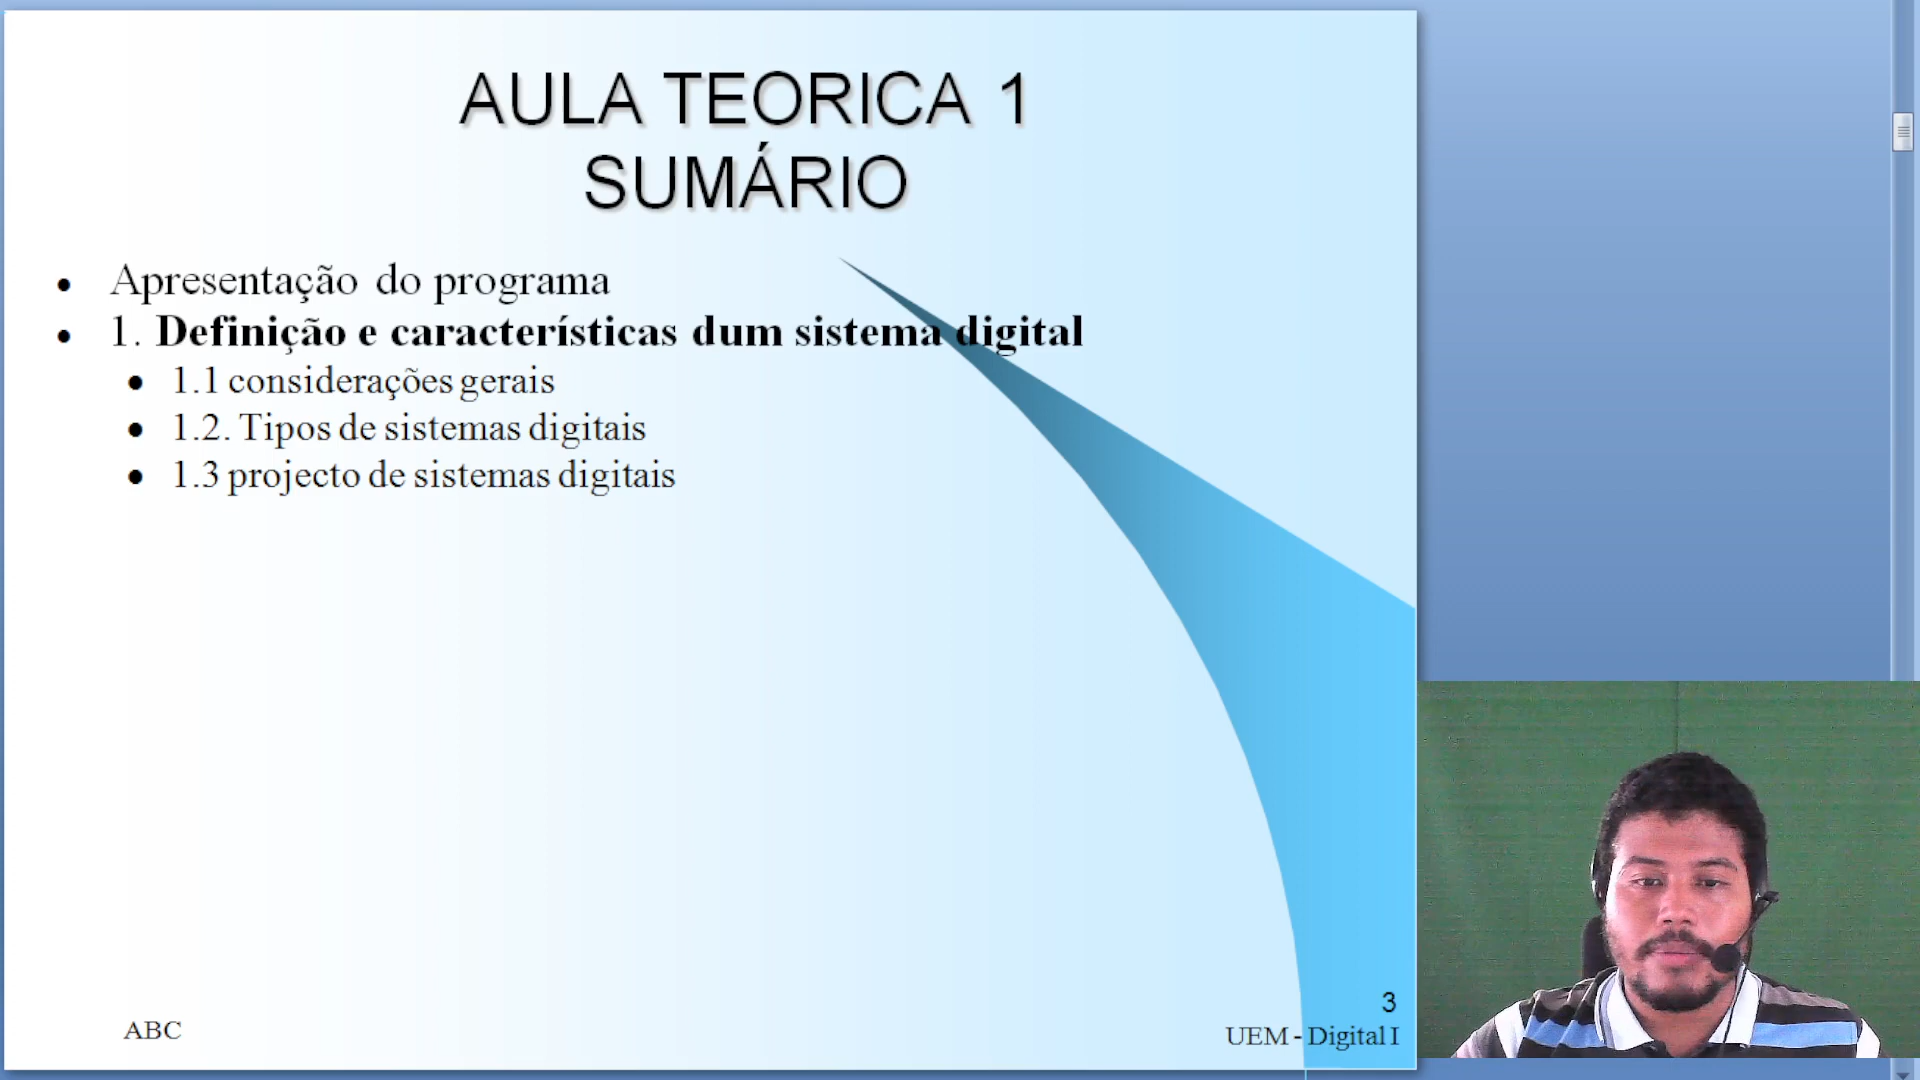 AULA TEORICA 1
SUMÁRIO
• Apresentação do programa
• 1. Definição e características dum sistema digital
• 1.1 considerações gerais
• 1.2. Tipos de sistemas digitais
• 1.3 projecto de sistemas digitais
3
ABC
UEM - Digital I